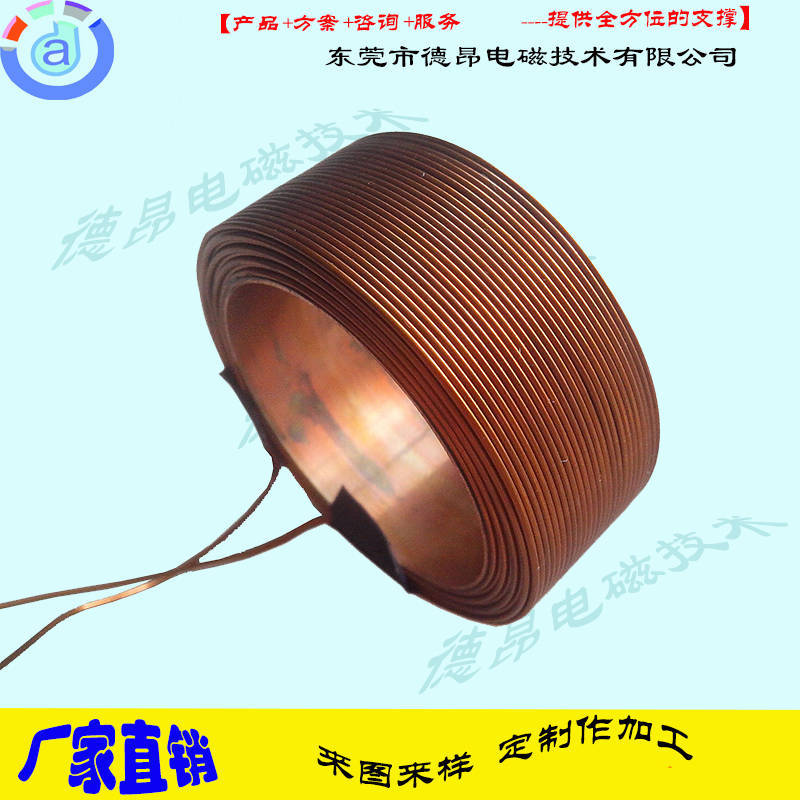 d
【产品+方案+咨询+服务 ----提供全方位的支撑】
东莞市德昂电磁技术有限公司
德昂电磁技术
德昂电磁技术
厂家直销 来图来样 定制作加工